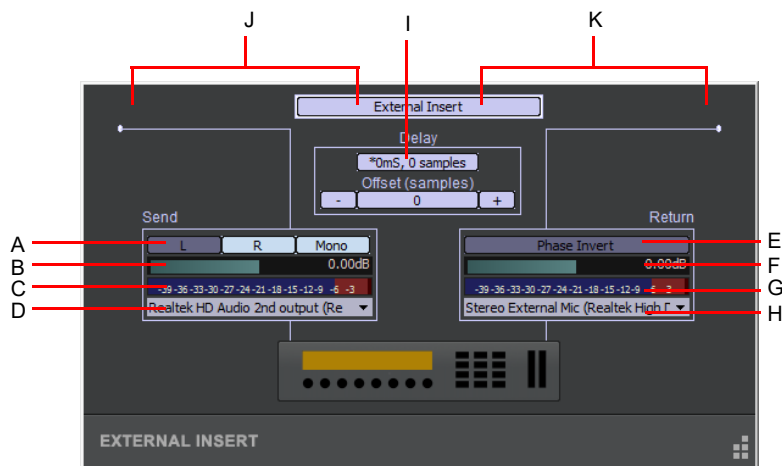 J I K
External Insert
Delay
*0mS, 0 samples
Offset (samples)
- 0 +
Send Return
A L R Mono Phase Invert E
B 0.00dB 0.00dB F
C -39 -36 -33 -30 -27 -24 -21 -18 -15 -12 -9 -6 -3 -39 -36 -33 -30 -27 -24 -21 -18 -15 -12 -9 -6 -3 G
D Realtek HD Audio 2nd output (Re Stereo External Mic (Realtek High D H
EXTERNAL INSERT